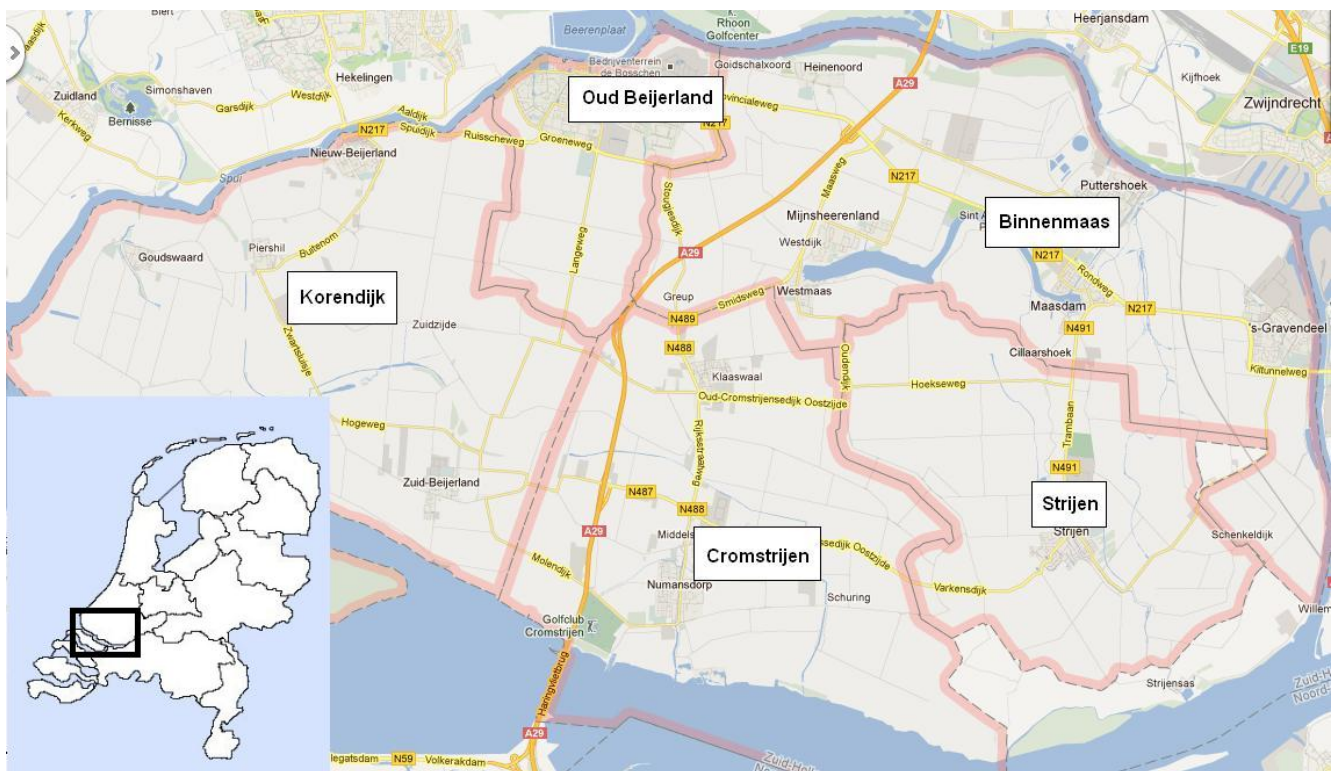 Rhoon
Golfcenter
Heerjansdam
Beerenplaat
E19
Hekelingen
Bedrijventerrein
de Bosschen
Goidschalxoord
Heinenoord
A29
Kijfhoek
Simonshaven
Zuidland
Garsdijk
Westdijk
Oud Beijerland
Zwijndrecht
Bernisse
Kerkweg
Aaldijk
N217
Spuidijk
Ruisscheweg
Groeneweg
N217
Nieuw-Beijerland
Maasweg
N217
Spui
Stougjesdijk
Puttershoek
Mijnsheerenland
Binnenmaas
Piershil
Buitenom
Westdijk
Goudswaard
Langeweg
A29
N217
Rondweg
Korendijk
Greup
Smidsweg
Westmaas
Maasdam
N217
Zuidzijde
N489
N491
's-Gravendeel
Zwartsluisje
N488
Oudendijk
Cillaarshoek
Klaaswaal
Hoekseweg
Kiltunnelweg
Oud-Cromstrijensedijk Oostzijde
Hogeweg
Rijksstraatweg
Trambaan
N491
Zuid-Beijerland
N487
N488
Strijen
A29
Strijen
Schenkeldijk
Cromstrijen
Molendijk
Numansdorp
Varkensdijk
Schuring
Golfclub
Cromstrijen
Strijensas
Haringvlietbrug
A29
N59
Volkerakdam